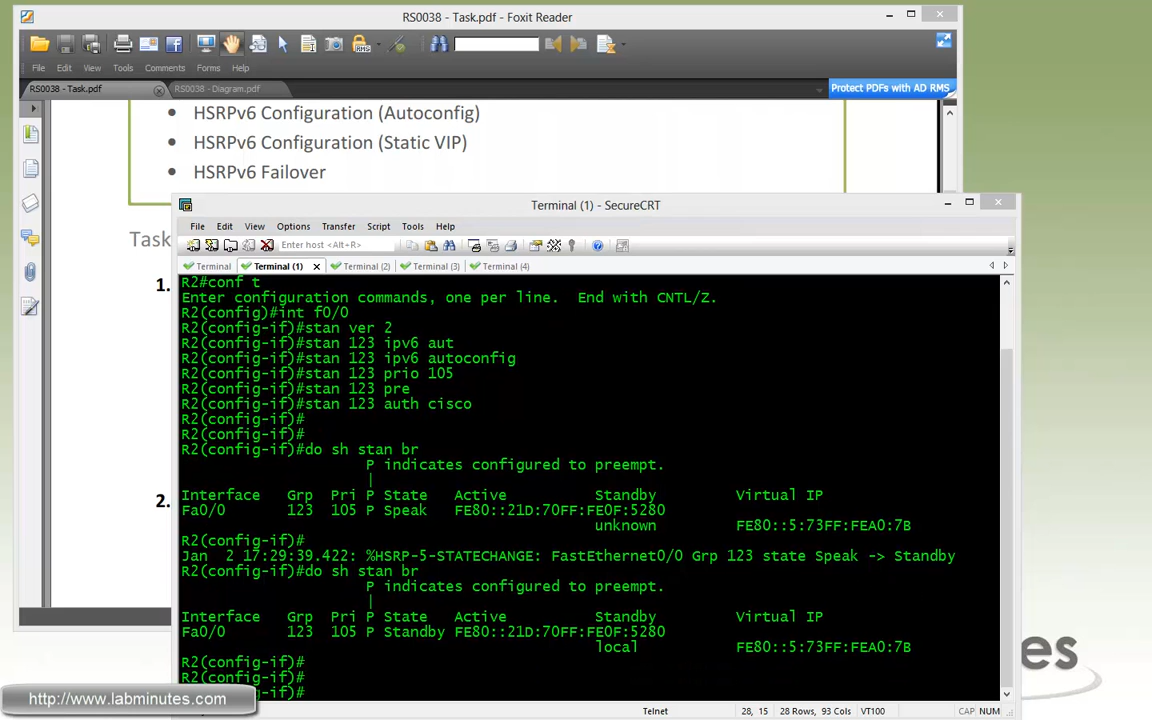 RS0038 - Task.pdf - Foxit Reader
File Edit View Tools Comments Forms Help
RS0038 - Task.pdf
RS0038 - Diagram.pdf
Protect PDFs with AD RMS
• HSRPv6 Configuration (Autoconfig)
• HSRPv6 Configuration (Static VIP)
• HSRPv6 Failover
Task
1.
2.
Terminal (1) - SecureCRT
File Edit View Options Transfer Script Tools Help
Enter host <Alt+R>
Terminal Terminal (1) Terminal (2) Terminal (3) Terminal (4)
R2#conf t
Enter configuration commands, one per line.  End with CNTL/Z.
R2(config)#int f0/0
R2(config-if)#stan ver 2
R2(config-if)#stan 123 ipv6 aut
R2(config-if)#stan 123 ipv6 autoconfig
R2(config-if)#stan 123 prio 105
R2(config-if)#stan 123 pre
R2(config-if)#stan 123 auth cisco
R2(config-if)#
R2(config-if)#
R2(config-if)#do sh stan br
P indicates configured to preempt.
|
Interface   Grp  Pri P State   Active          Standby         Virtual IP
Fa0/0       123  105 P Speak   FE80::21D:70FF:FE0F:5280
unknown         FE80::5:73FF:FEA0:7B
R2(config-if)#
Jan  2 17:29:39.422: %HSRP-5-STATECHANGE: FastEthernet0/0 Grp 123 state Speak -> Standby
R2(config-if)#do sh stan br
P indicates configured to preempt.
|
Interface   Grp  Pri P State   Active          Standby         Virtual IP
Fa0/0       123  105 P Standby FE80::21D:70FF:FE0F:5280
local           FE80::5:73FF:FEA0:7B
R2(config-if)#
R2(config-if)#
(config-if)#
http://www.labminutes.com
Telnet 28, 15 28 Rows, 93 Cols VT100 CAP NUM